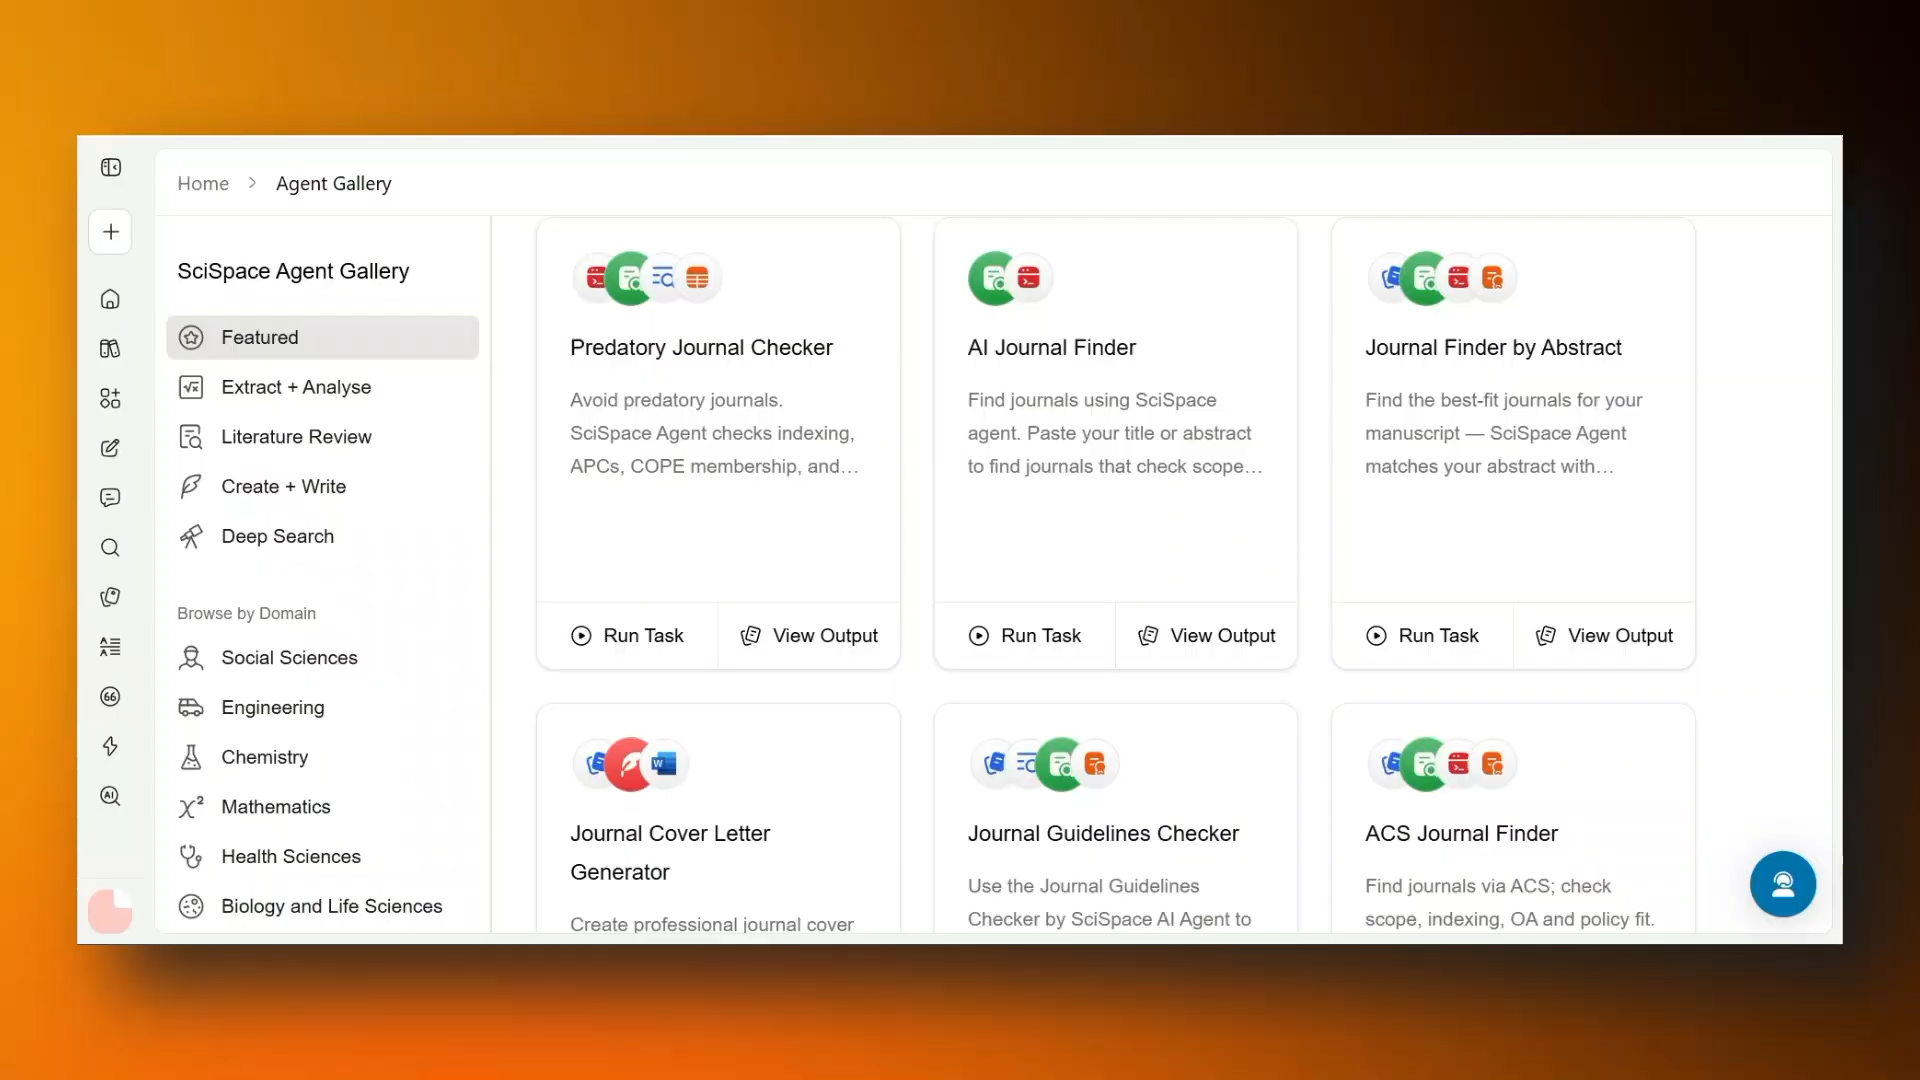 Home > Agent Gallery
SciSpace Agent Gallery
Featured
Extract + Analyse
Literature Review
Create + Write
Deep Search
Browse by Domain
Social Sciences
Engineering
Chemistry
Mathematics
Health Sciences
Biology and Life Sciences
Predatory Journal Checker
Avoid predatory journals.
SciSpace Agent checks indexing,
APCs, COPE membership, and...
Run Task
View Output
AI Journal Finder
Find journals using SciSpace
agent. Paste your title or abstract
to find journals that check scope...
Run Task
View Output
Journal Finder by Abstract
Find the best-fit journals for your
manuscript — SciSpace Agent
matches your abstract with...
Run Task
View Output
Journal Cover Letter
Generator
Create professional journal cover
Journal Guidelines Checker
Use the Journal Guidelines
Checker by SciSpace AI Agent to
ACS Journal Finder
Find journals via ACS; check
scope, indexing, OA and policy fit.